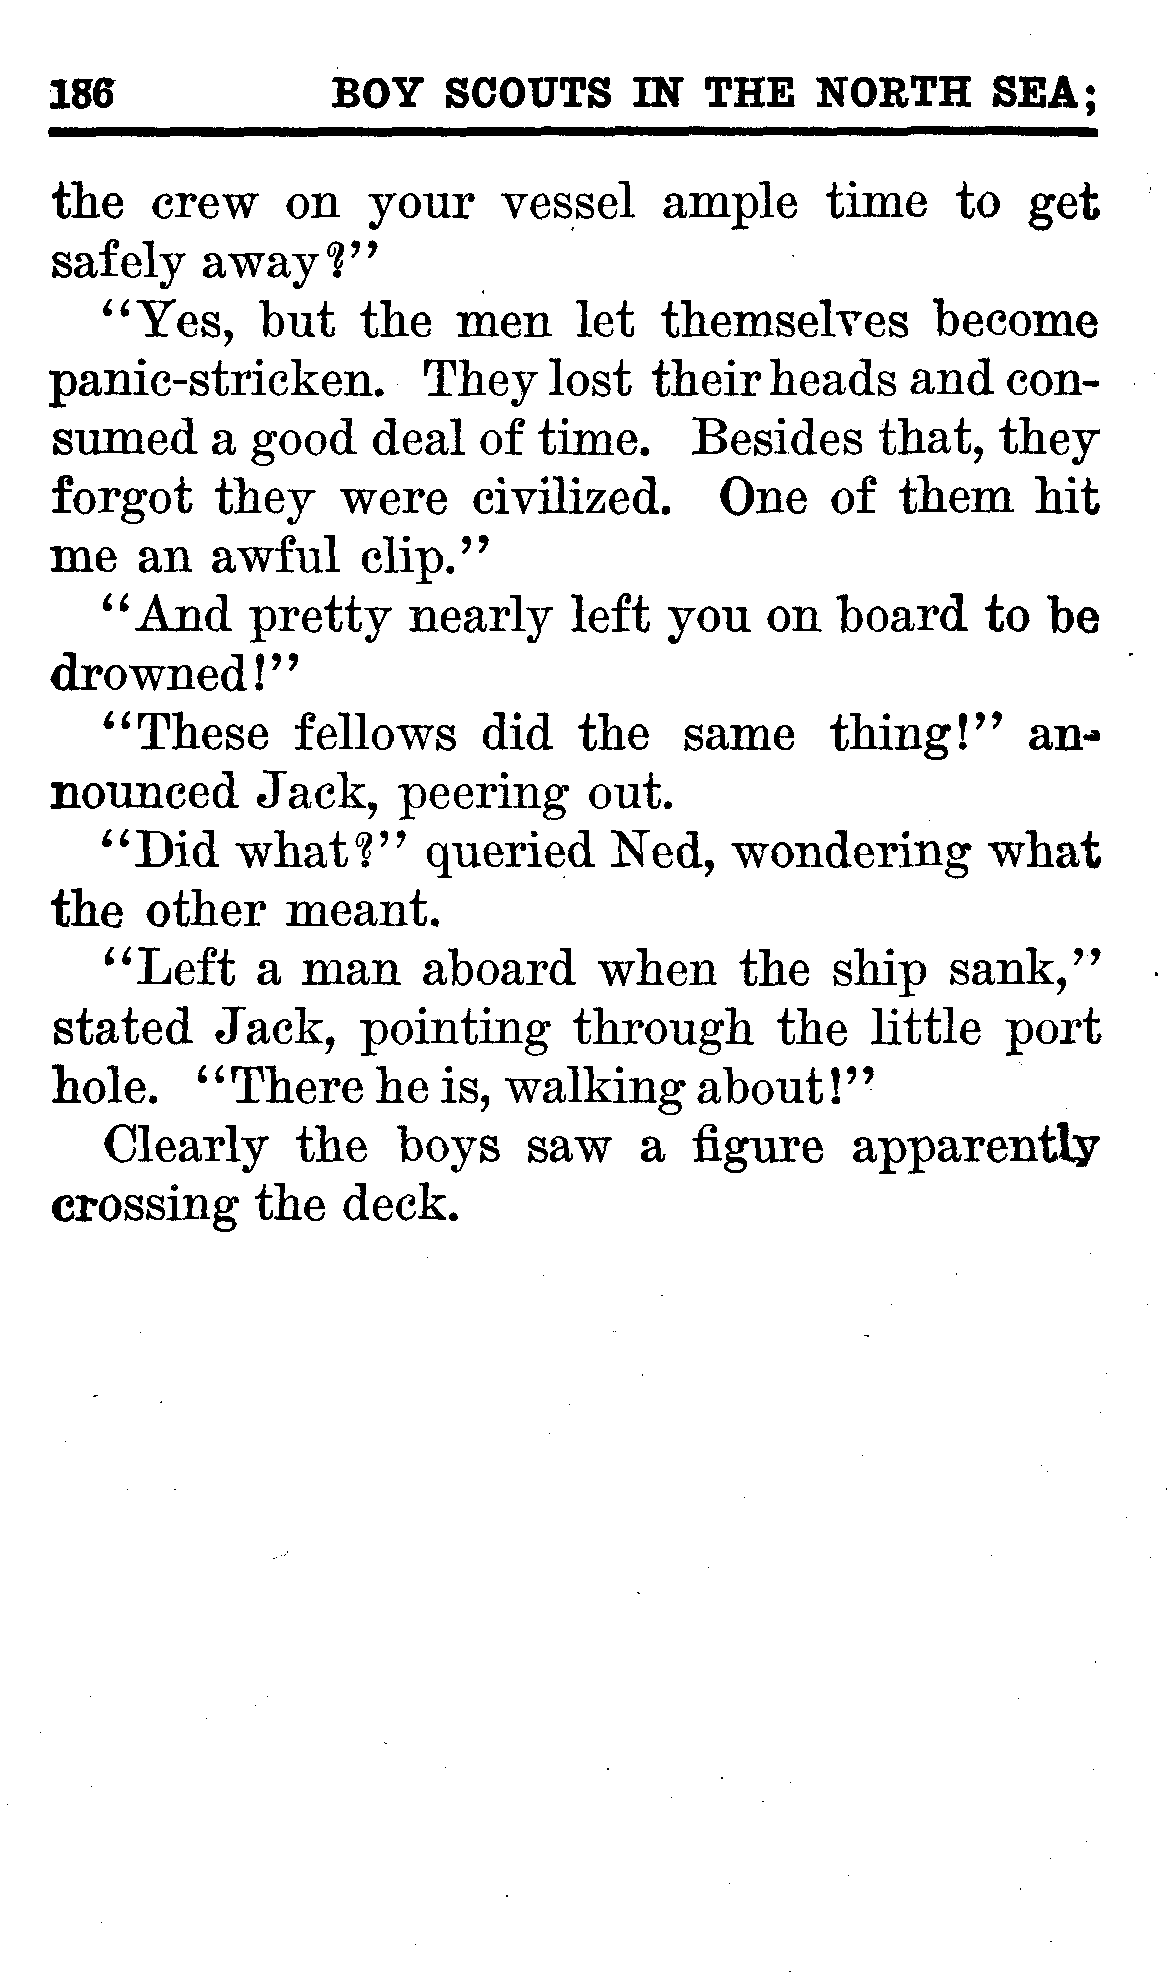 186 BOY SCOUTS IN THE NORTH SEA;
the crew on your vessel ample time to get
safely away?"
"Yes, but the men let themselves become
panic-stricken. They lost their heads and con-
sumed a good deal of time. Besides that, they
forgot they were civilized. One of them hit
me an awful clip."
"And pretty nearly left you on board to be
drowned!"
"These fellows did the same thing!" an-
nounced Jack, peering out.
"Did what?" queried Ned, wondering what
the other meant.
"Left a man aboard when the ship sank,"
stated Jack, pointing through the little port
hole. "There he is, walking about!"
Clearly the boys saw a figure apparently
crossing the deck.